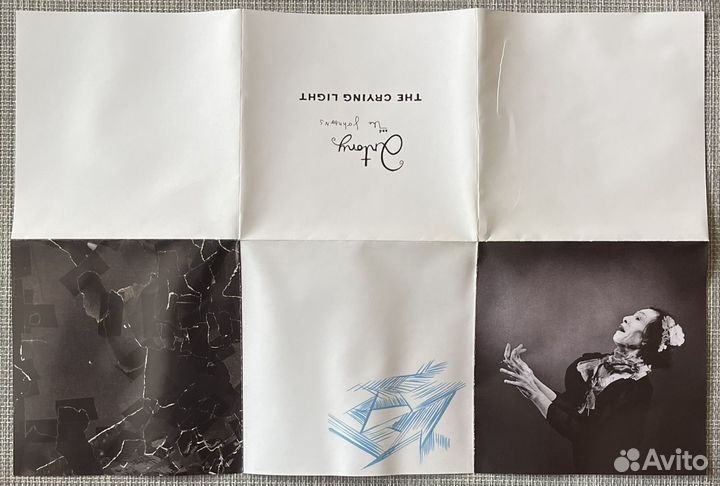 Antony
and
the Johnsons
THE CRYING LIGHT
Avito